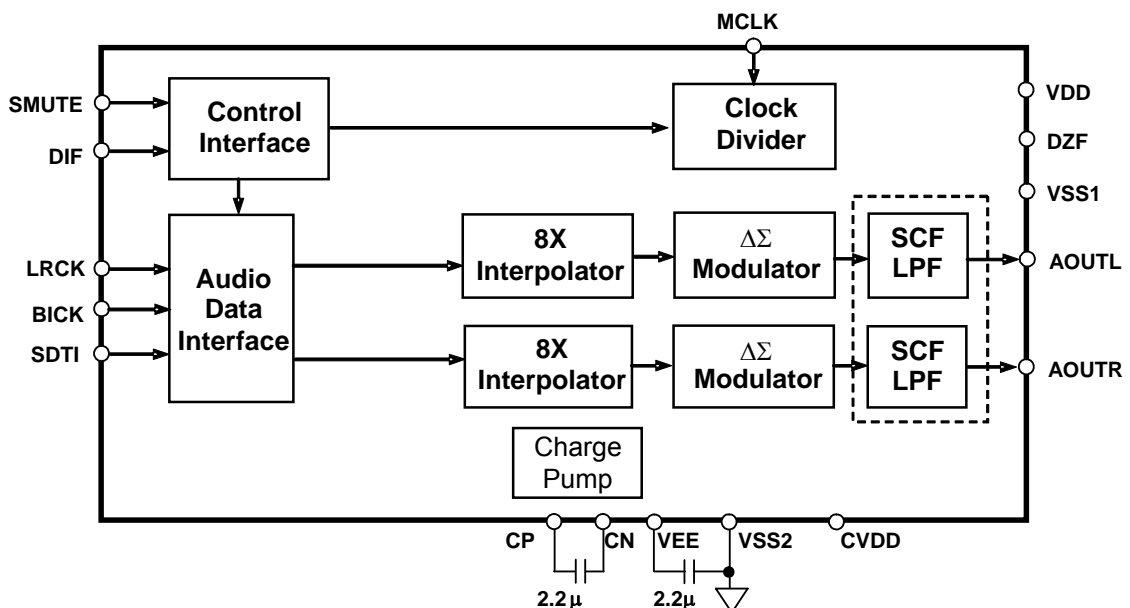 MCLK
SMUTE
DIF
Control
Interface
Clock
Divider
VDD
DZF
VSS1
LRCK
BICK
SDTI
Audio
Data
Interface
8X
Interpolator
ΔΣ
Modulator
SCF
LPF
AOUTL
8X
Interpolator
ΔΣ
Modulator
SCF
LPF
AOUTR
Charge
Pump
CP
CN
VEE
VSS2
CVDD
2.2μ
2.2μ